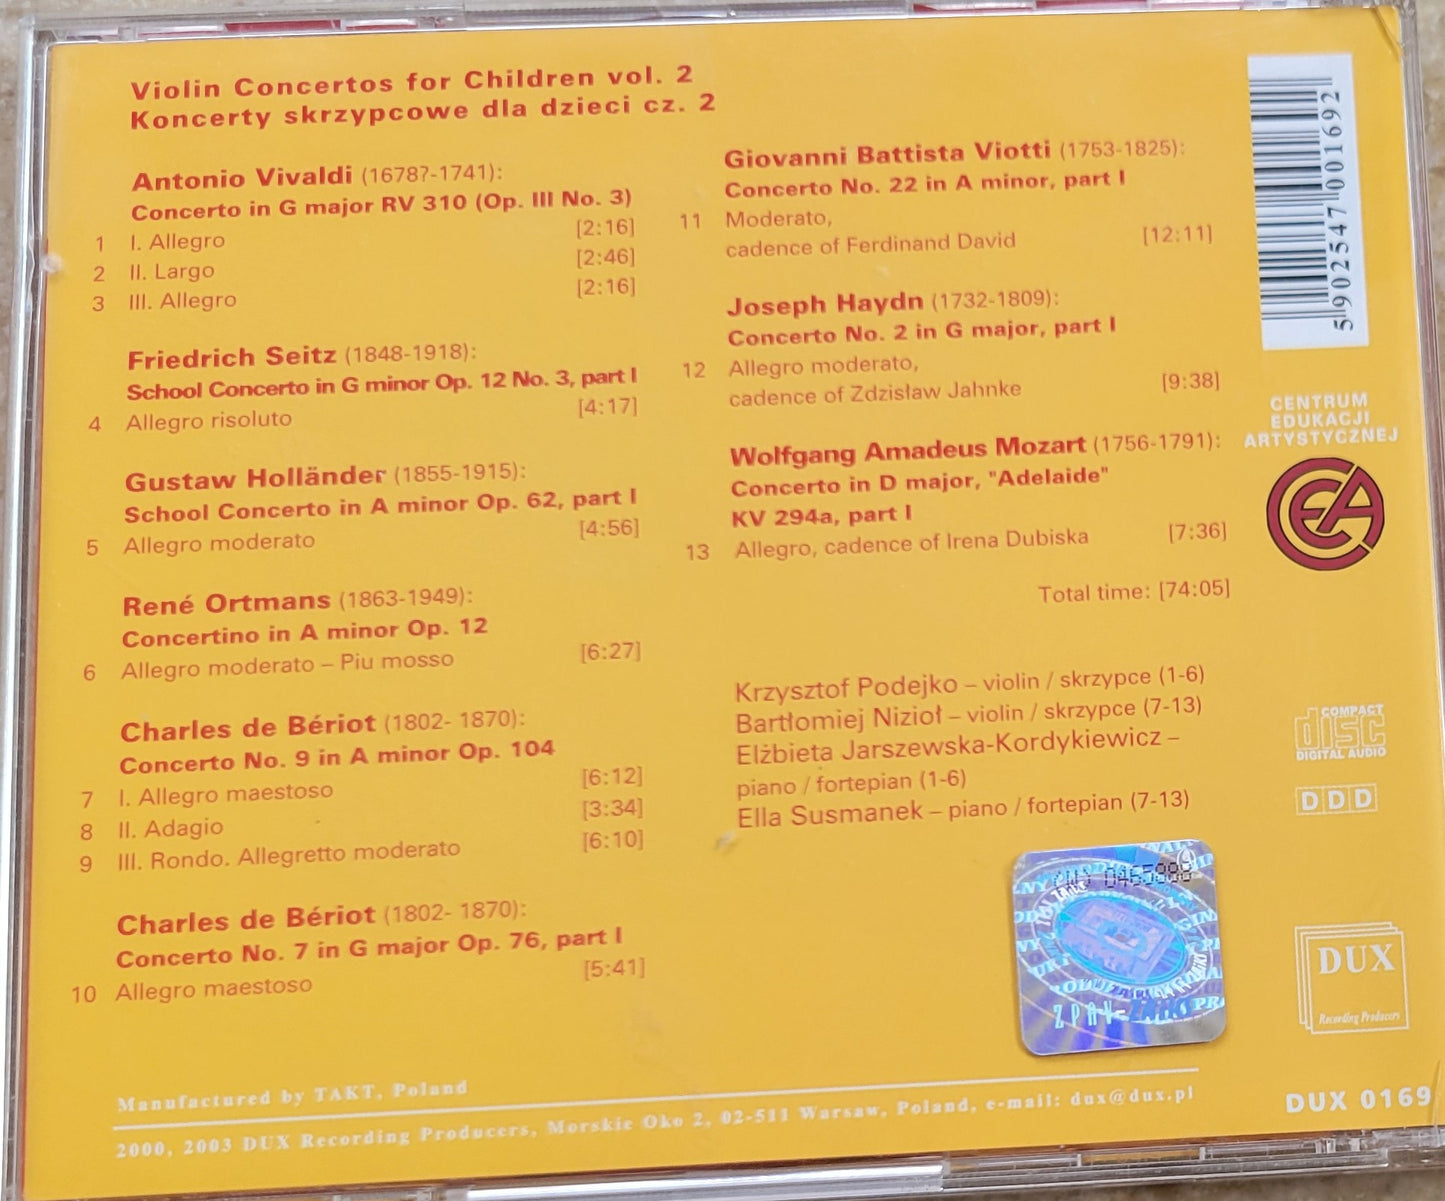 Violin Concertos for Children vol. 2
Koncerty skrzypcowe dla dzieci cz. 2
Antonio Vivaldi (1678?-1741):
Concerto in G major RV 310 (Op. III No. 3)
1 I. Allegro [2:16]
2 II. Largo [2:46]
3 III. Allegro [2:16]
Friedrich Seitz (1848-1918):
School Concerto in G minor Op. 12 No. 3, part I
4 Allegro risoluto [4:17]
Gustaw Holländer (1855-1915):
School Concerto in A minor Op. 62, part I
5 Allegro moderato [4:56]
René Ortmans (1863-1949):
Concertino in A minor Op. 12
6 Allegro moderato – Piu mosso [6:27]
Charles de Bériot (1802- 1870):
Concerto No. 9 in A minor Op. 104
7 I. Allegro maestoso [6:12]
8 II. Adagio [3:34]
9 III. Rondo. Allegretto moderato [6:10]
Charles de Bériot (1802- 1870):
Concerto No. 7 in G major Op. 76, part I
10 Allegro maestoso [5:41]
Giovanni Battista Viotti (1753-1825):
Concerto No. 22 in A minor, part I
11 Moderato,
cadence of Ferdinand David [12:11]
Joseph Haydn (1732-1809):
Concerto No. 2 in G major, part I
12 Allegro moderato,
cadence of Zdzisław Jahnke [9:38]
Wolfgang Amadeus Mozart (1756-1791):
Concerto in D major, "Adelaide"
KV 294a, part I
13 Allegro, cadence of Irena Dubiska [7:36]
Total time: [74:05]
Krzysztof Podejko – violin / skrzypce (1-6)
Bartłomiej Nizioł – violin / skrzypce (7-13)
Elżbieta Jarszewska-Kordykiewicz –
piano / fortepian (1-6)
Ella Susmanek – piano / fortepian (7-13)
5902547001692
CENTRUM
EDUKACJI
ARTYSTYCZNEJ
CEA
COMPACT
disc
DIGITAL AUDIO
DDD
ZPAV-ZAIKS
DUX
Recording Producers
DUX 0169
Manufactured by TAKT, Poland
2000, 2003 DUX Recording Producers, Morskie Oko 2, 02-511 Warsaw, Poland, e-mail: dux@dux.pl